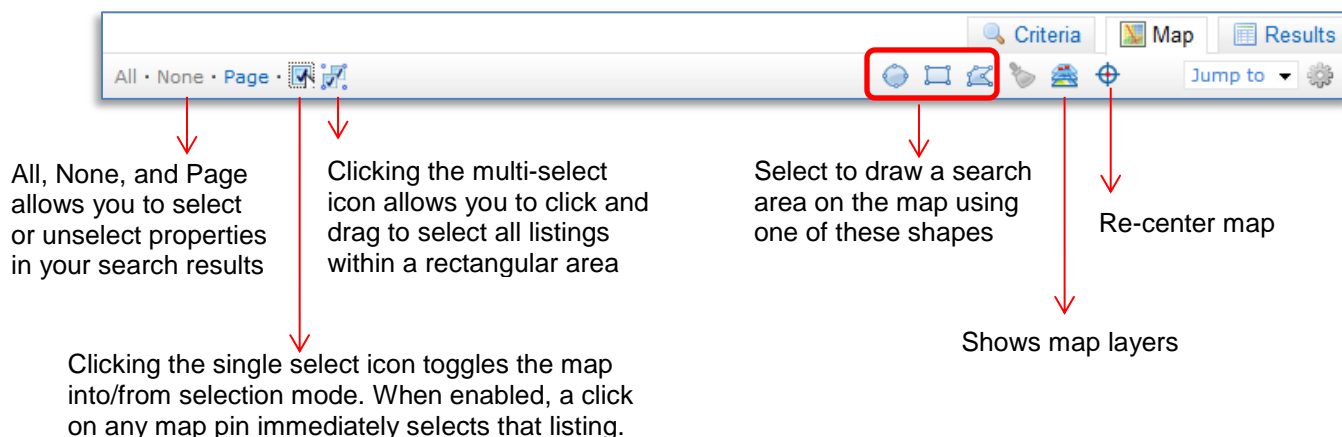 Criteria Map Results
All · None · Page ·
Jump to
All, None, and Page
allows you to select
or unselect properties
in your search results
Clicking the multi-select
icon allows you to click and
drag to select all listings
within a rectangular area
Select to draw a search
area on the map using
one of these shapes
Re-center map
Shows map layers
Clicking the single select icon toggles the map
into/from selection mode. When enabled, a click
on any map pin immediately selects that listing.